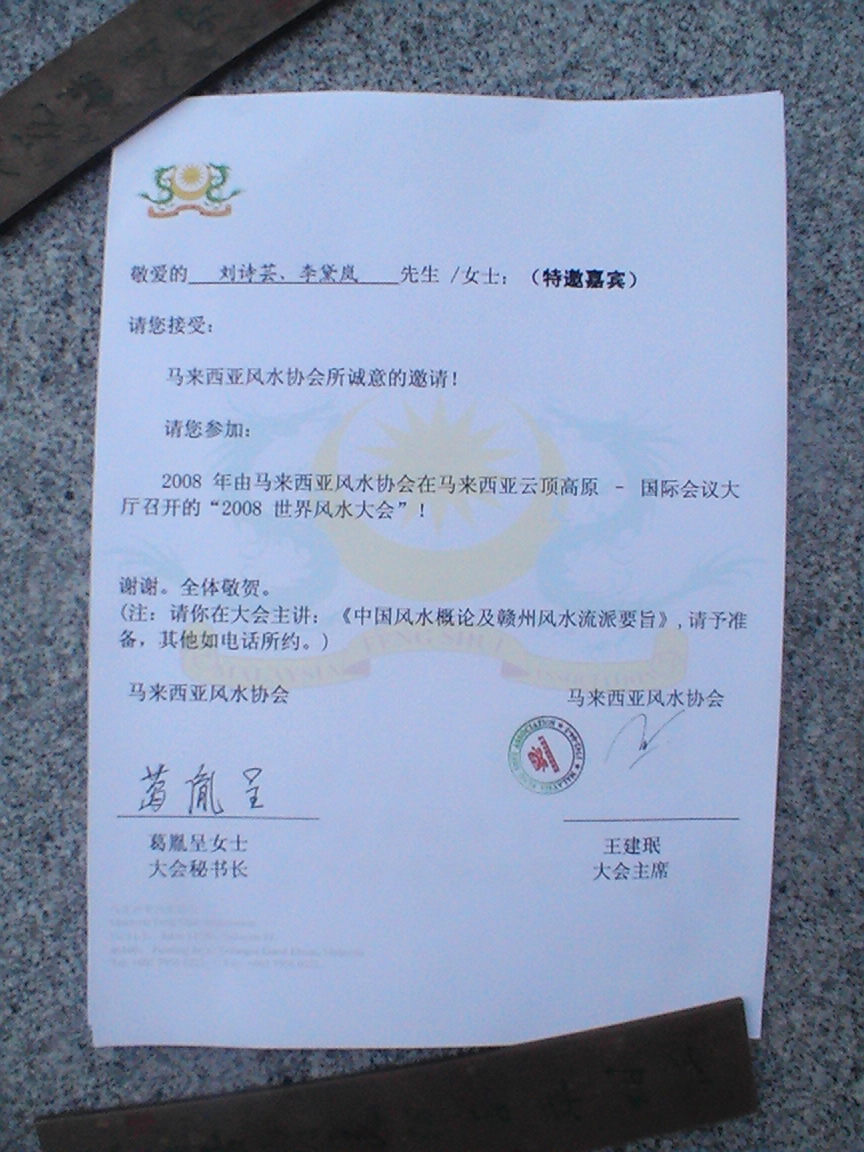 敬爱的 刘诗芸、李黛岚 先生 /女士：（特邀嘉宾）
请您接受：
马来西亚风水协会所诚意的邀请！
请您参加：
2008 年由马来西亚风水协会在马来西亚云顶高原 - 国际会议大
厅召开的“2008 世界风水大会”！
谢谢。全体敬贺。
(注：请你在大会主讲：《中国风水概论及赣州风水流派要旨》,请予准
备，其他如电话所约。)
MALAYSIA FENG SHUI ASSOCIATION
马来西亚风水协会
马来西亚风水协会
葛胤呈
葛胤呈女士
大会秘书长
王建珉
大会主席